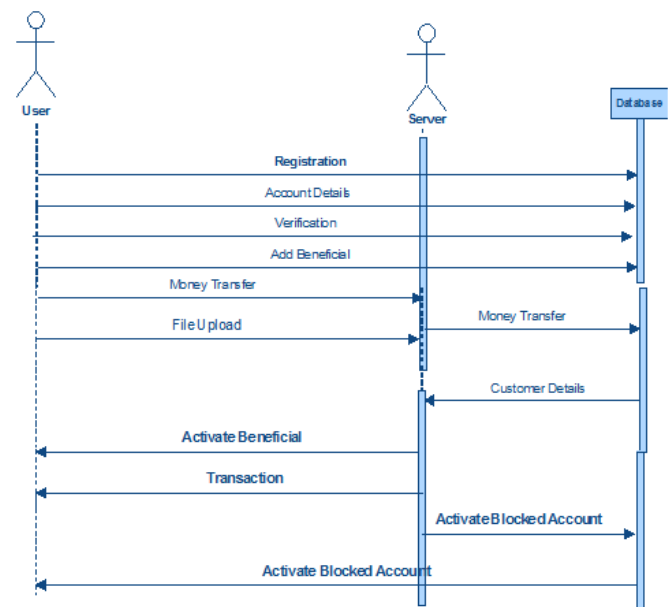 User
Server
Database
Registration
Account Details
Verification
Add Beneficial
Money Transfer
File Upload
Money Transfer
Customer Details
Activate Beneficial
Transaction
Activate Blocked Account
Activate Blocked Account